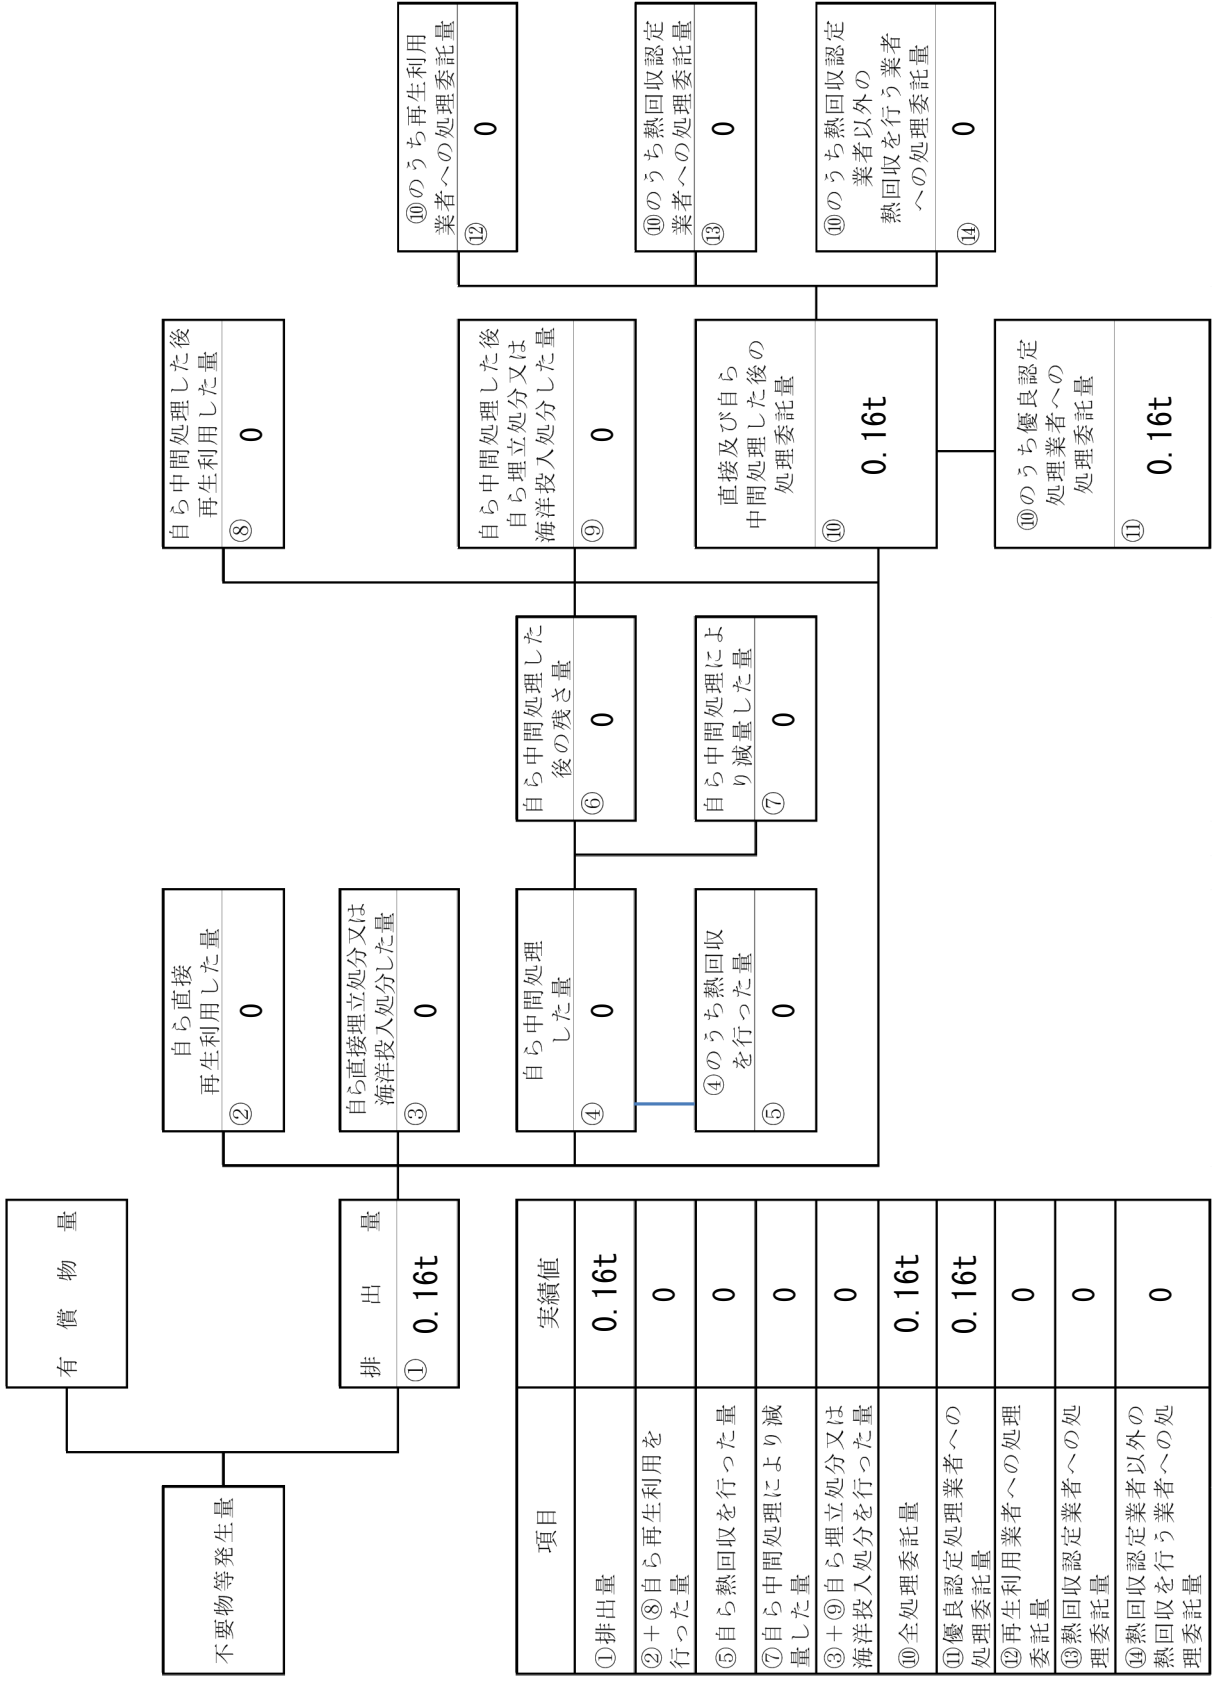 不要物等発生量
有償物量
排出量
① 0.16t
自ら直接
再生利用した量
② 0
自ら直接埋立処分又は
海洋投入処分した量
③ 0
自ら中間処理
した量
④ 0
④のうち熱回収
を行った量
⑤ 0
自ら中間処理した
後の残さ量
⑥ 0
自ら中間処理によ
り減量した量
⑦ 0
自ら中間処理した後
再生利用した量
⑧ 0
自ら中間処理した後
自ら埋立処分又は
海洋投入処分した量
⑨ 0
直接及び自ら
中間処理した後の
処理委託量
⑩ 0.16t
⑩のうち優良認定
処理業者への
処理委託量
⑪ 0.16t
⑩のうち再生利用
業者への処理委託量
⑫ 0
⑩のうち熱回収認定
業者への処理委託量
⑬ 0
⑩のうち熱回収認定
業者以外の
熱回収を行う業者
への処理委託量
⑭ 0
項目 実績値
①排出量 0.16t
②＋⑧自ら再生利用を
行った量 0
⑤自ら熱回収を行った量 0
⑦自ら中間処理により減
量した量 0
③＋⑨自ら埋立処分又は
海洋投入処分を行った量 0
⑩全処理委託量 0.16t
⑪優良認定処理業者への
処理委託量 0.16t
⑫再生利用業者への処理
委託量 0
⑬熱回収認定業者への処
理委託量 0
⑭熱回収認定業者以外の
熱回収を行う業者への処
理委託量 0